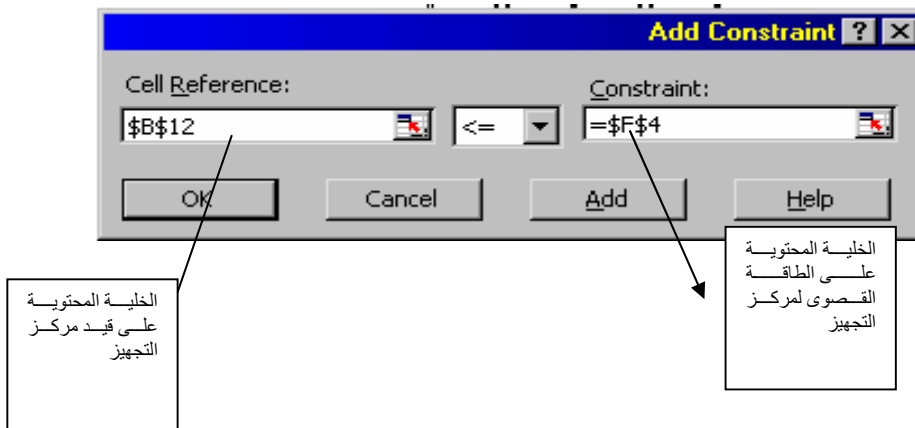 Add Constraint
Cell Reference:
Constraint:
$B$12
<=
=$F$4
OK
Cancel
Add
Help
الخلية المحتوية
على الطاقة
القصوى لمركز
التجهيز
الخلية المحتوية
على قيد مركز
التجهيز